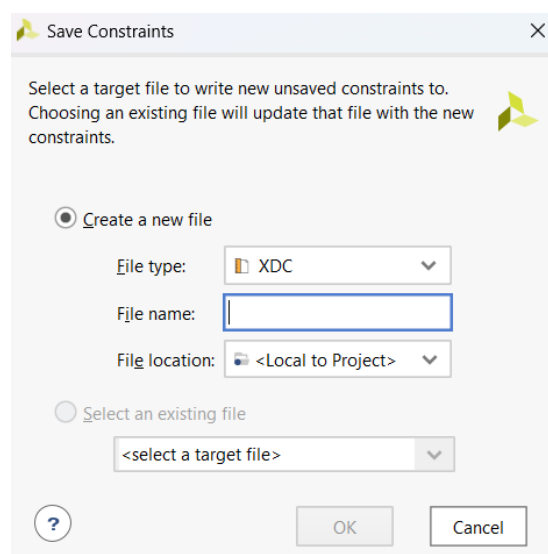 Save Constraints
Select a target file to write new unsaved constraints to.
Choosing an existing file will update that file with the new
constraints.
Create a new file
File type: XDC
File name:
File location: <Local to Project>
Select an existing file
<select a target file>
? OK Cancel